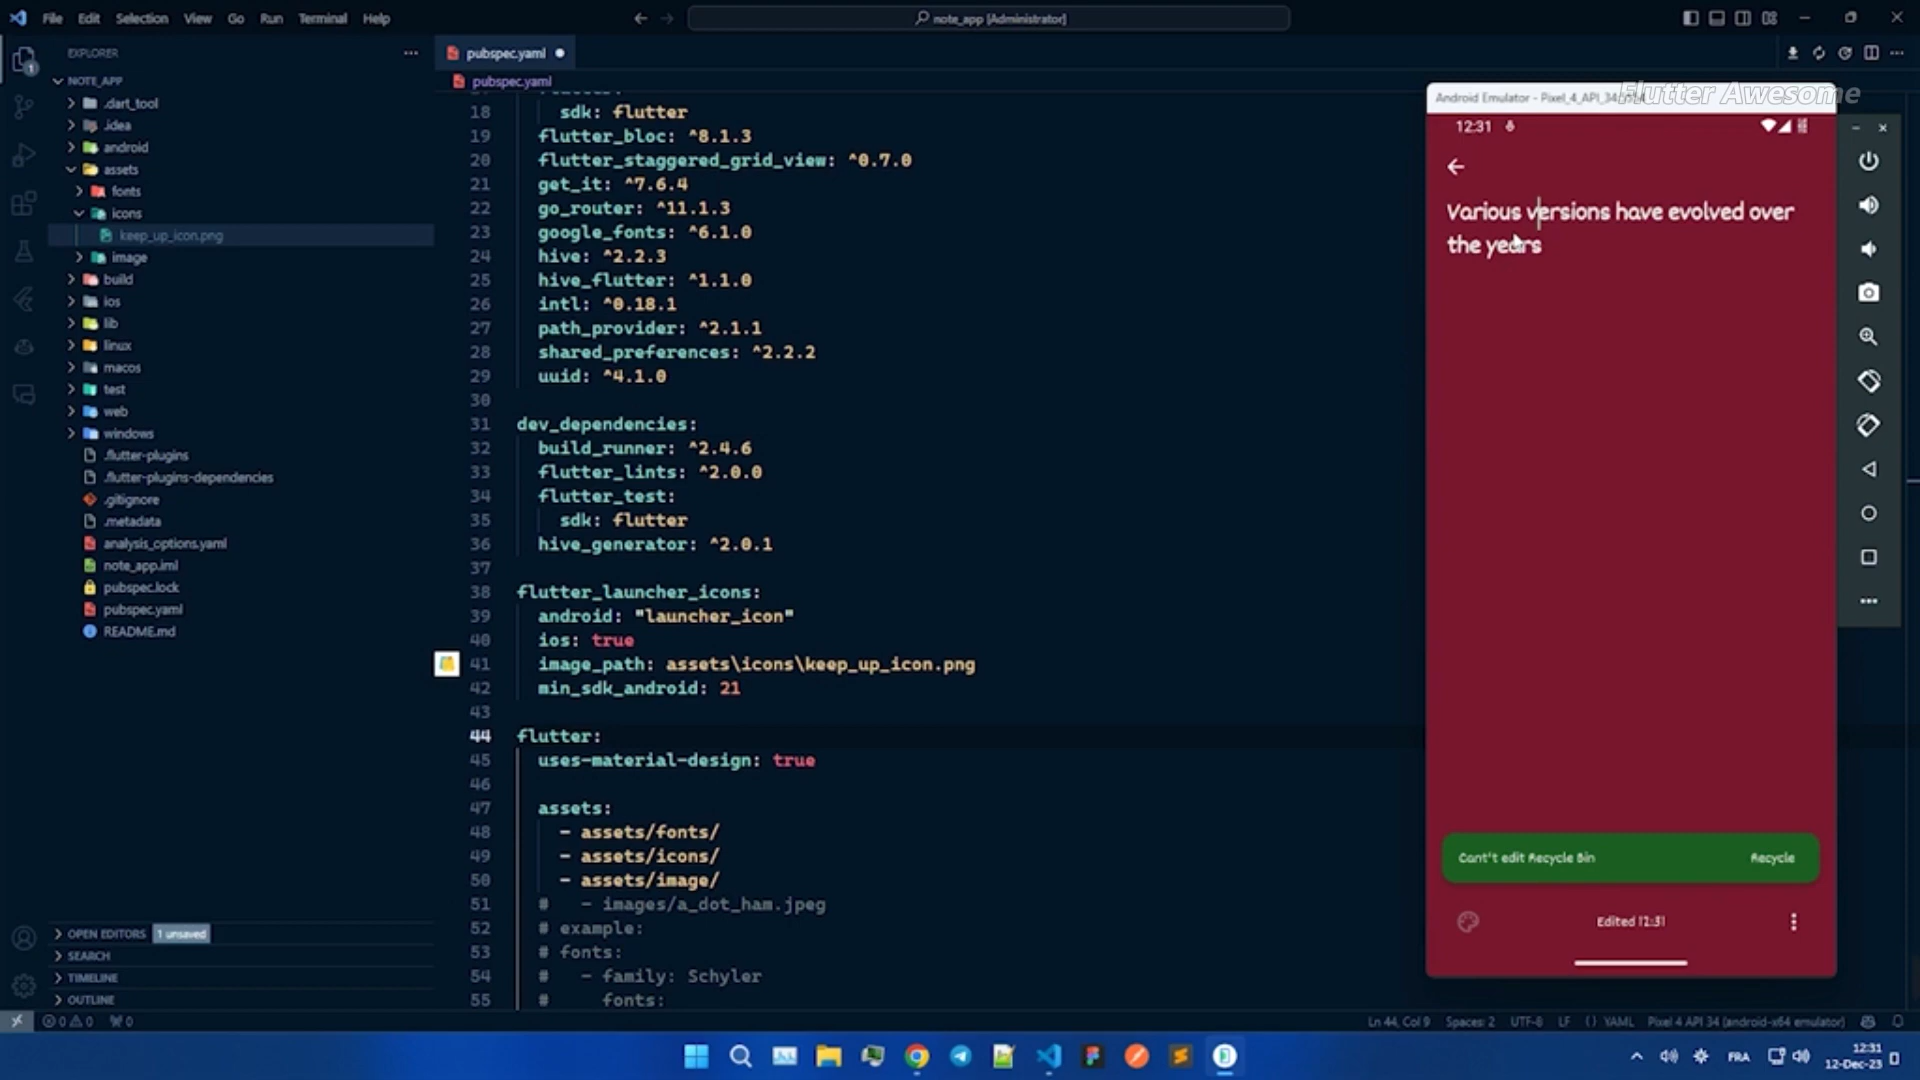 File Edit Selection View Go Run Terminal Help
note_app [Administrator]
EXPLORER
NOTE_APP
.dart_tool
.idea
android
assets
fonts
icons
keep_up_icon.png
image
build
ios
lib
linux
macos
test
web
windows
.flutter-plugins
.flutter-plugins-dependencies
.gitignore
.metadata
analysis_options.yaml
note_app.iml
pubspec.lock
pubspec.yaml
README.md
OPEN EDITORS 1 unsaved
SEARCH
TIMELINE
OUTLINE
pubspec.yaml
pubspec.yaml
18 sdk: flutter
19 flutter_bloc: ^8.1.3
20 flutter_staggered_grid_view: ^0.7.0
21 get_it: ^7.6.4
22 go_router: ^11.1.3
23 google_fonts: ^6.1.0
24 hive: ^2.2.3
25 hive_flutter: ^1.1.0
26 intl: ^0.18.1
27 path_provider: ^2.1.1
28 shared_preferences: ^2.2.2
29 uuid: ^4.1.0
30
31 dev_dependencies:
32 build_runner: ^2.4.6
33 flutter_lints: ^2.0.0
34 flutter_test:
35 sdk: flutter
36 hive_generator: ^2.0.1
37
38 flutter_launcher_icons:
39 android: "launcher_icon"
40 ios: true
41 image_path: assets\icons\keep_up_icon.png
42 min_sdk_android: 21
43
44 flutter:
45 uses-material-design: true
46
47 assets:
48 - assets/fonts/
49 - assets/icons/
50 - assets/image/
51 # - images/a_dot_ham.jpeg
52 # example:
53 # fonts:
54 # - family: Schyler
55 # fonts:
Flutter Awesome
Android Emulator - Pixel_4_API_34
12:31
Various versions have evolved over
the years
Cant't edit Recycle Bin Recycle
Edited 12:31
0 0 0
Ln 44, Col 9 Spaces: 2 UTF-8 LF {} YAML Pixel 4 API 34 (android-x64 emulator)
FRA
12:31
12-Dec-23